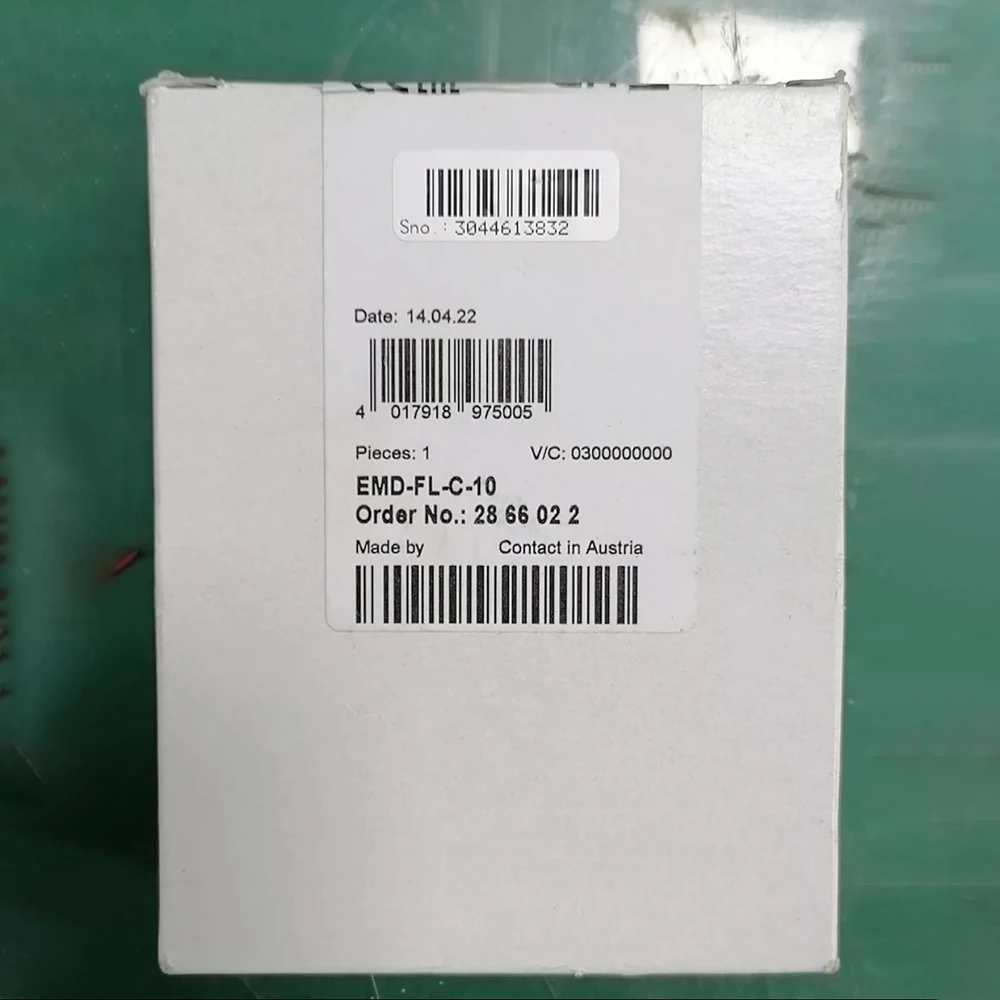 Sno.: 3044613832
Date: 14.04.22
4 017918 975005
Pieces: 1 V/C: 0300000000
EMD-FL-C-10
Order No.: 28 66 02 2
Made by Contact in Austria